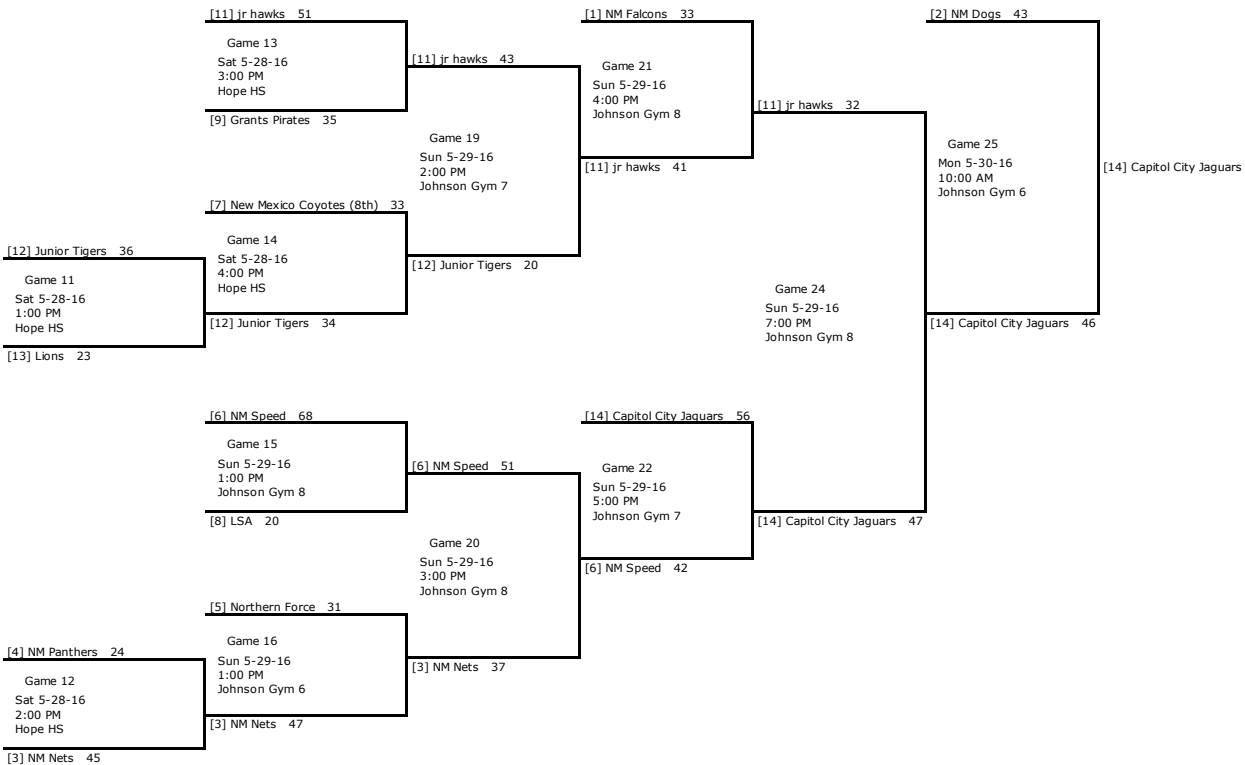 [11] jr hawks 51
Game 13
Sat 5-28-16
3:00 PM
Hope HS
[9] Grants Pirates 35
[7] New Mexico Coyotes (8th) 33
Game 14
Sat 5-28-16
4:00 PM
Hope HS
[12] Junior Tigers 34
[12] Junior Tigers 36
Game 11
Sat 5-28-16
1:00 PM
Hope HS
[13] Lions 23
[11] jr hawks 43
Game 19
Sun 5-29-16
2:00 PM
Johnson Gym 7
[12] Junior Tigers 20
[1] NM Falcons 33
Game 21
Sun 5-29-16
4:00 PM
Johnson Gym 8
[11] jr hawks 41
[11] jr hawks 32
Game 24
Sun 5-29-16
7:00 PM
Johnson Gym 8
[14] Capitol City Jaguars 47
[2] NM Dogs 43
Game 25
Mon 5-30-16
10:00 AM
Johnson Gym 6
[14] Capitol City Jaguars 46
[14] Capitol City Jaguars
[6] NM Speed 68
Game 15
Sun 5-29-16
1:00 PM
Johnson Gym 8
[8] LSA 20
[5] Northern Force 31
Game 16
Sun 5-29-16
1:00 PM
Johnson Gym 6
[3] NM Nets 47
[4] NM Panthers 24
Game 12
Sat 5-28-16
2:00 PM
Hope HS
[3] NM Nets 45
[6] NM Speed 51
Game 20
Sun 5-29-16
3:00 PM
Johnson Gym 8
[3] NM Nets 37
[14] Capitol City Jaguars 56
Game 22
Sun 5-29-16
5:00 PM
Johnson Gym 7
[6] NM Speed 42